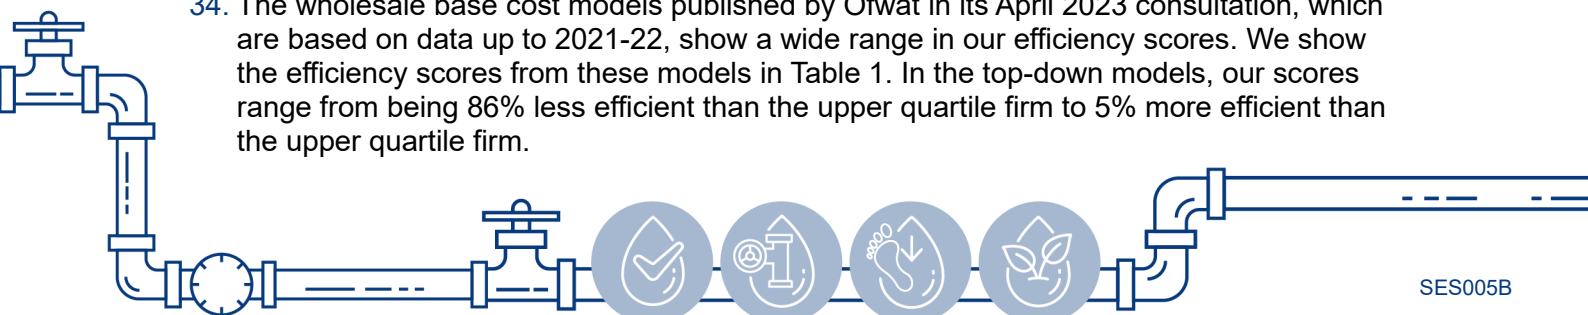 34. The wholesale base cost models published by Ofwat in its April 2023 consultation, which
are based on data up to 2021-22, show a wide range in our efficiency scores. We show
the efficiency scores from these models in Table 1. In the top-down models, our scores
range from being 86% less efficient than the upper quartile firm to 5% more efficient than
the upper quartile firm.
SES005B